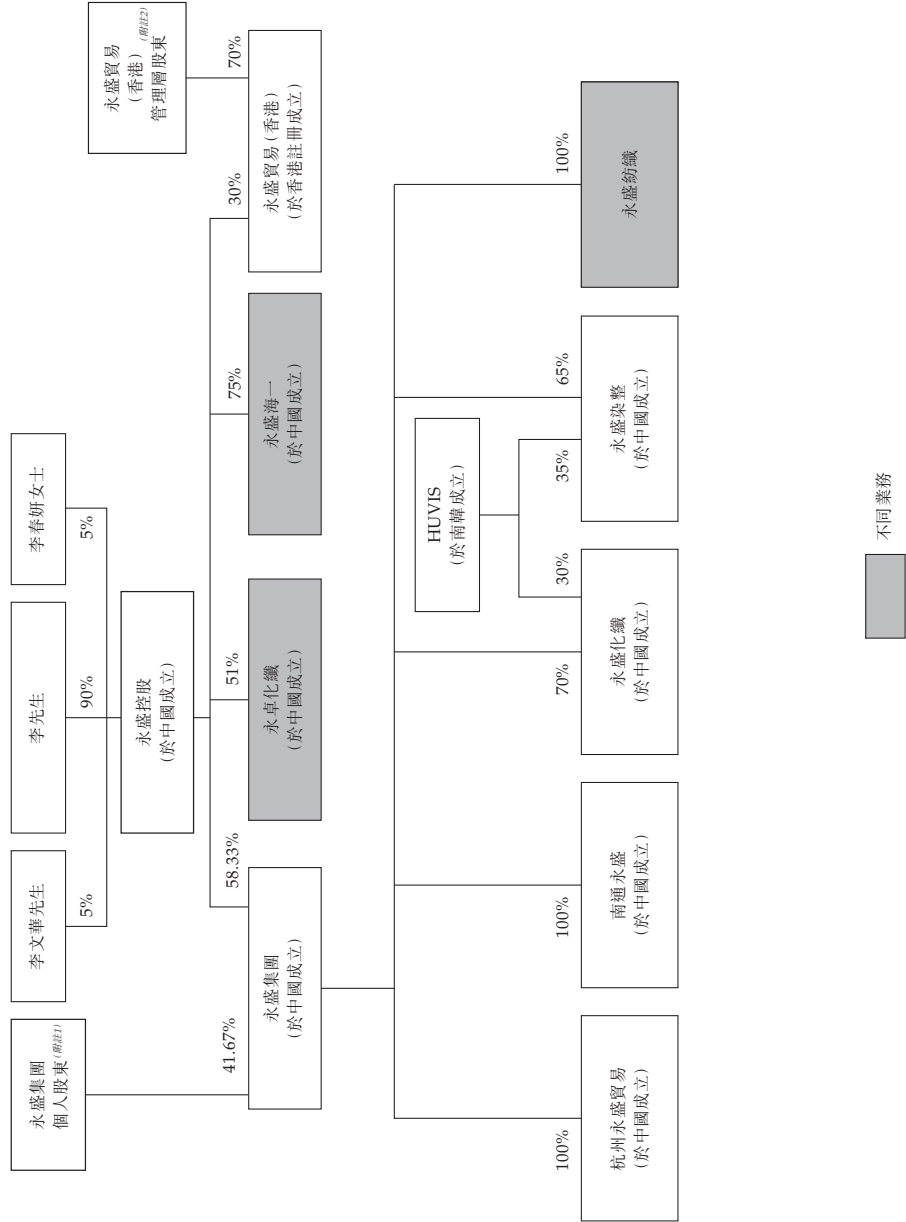 永盛集團
個人股東(附註1)
李文華先生
李先生
李春妍女士
永盛貿易
(香港)(附註2)
管理層股東
5%
90%
5%
永盛控股
(於中國成立)
41.67%
58.33%
51%
75%
30%
70%
永盛集團
(於中國成立)
永卓化纖
(於中國成立)
永盛海一
(於中國成立)
永盛貿易(香港)
(於香港註冊成立)
HUVIS
(於南韓成立)
100%
100%
70%
30%
35%
65%
100%
杭州永盛貿易
(於中國成立)
南通永盛
(於中國成立)
永盛化纖
(於中國成立)
永盛染整
(於中國成立)
永盛紡織
不同業務